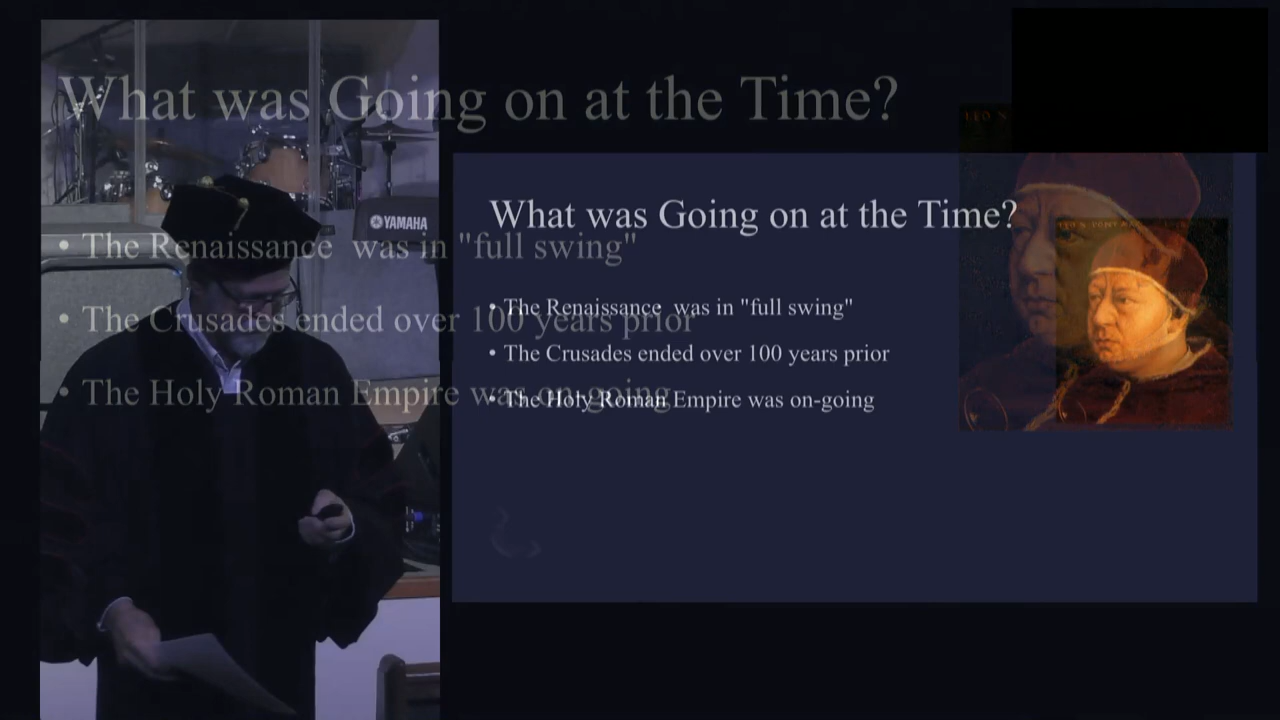 What was Going on at the Time?
• The Renaissance was in "full swing"
• The Crusades ended over 100 years prior
• The Holy Roman Empire was on-going
YAMAHA
What was Going on at the Time?
• The Renaissance was in "full swing"
• The Crusades ended over 100 years prior
• The Holy Roman Empire was on-going